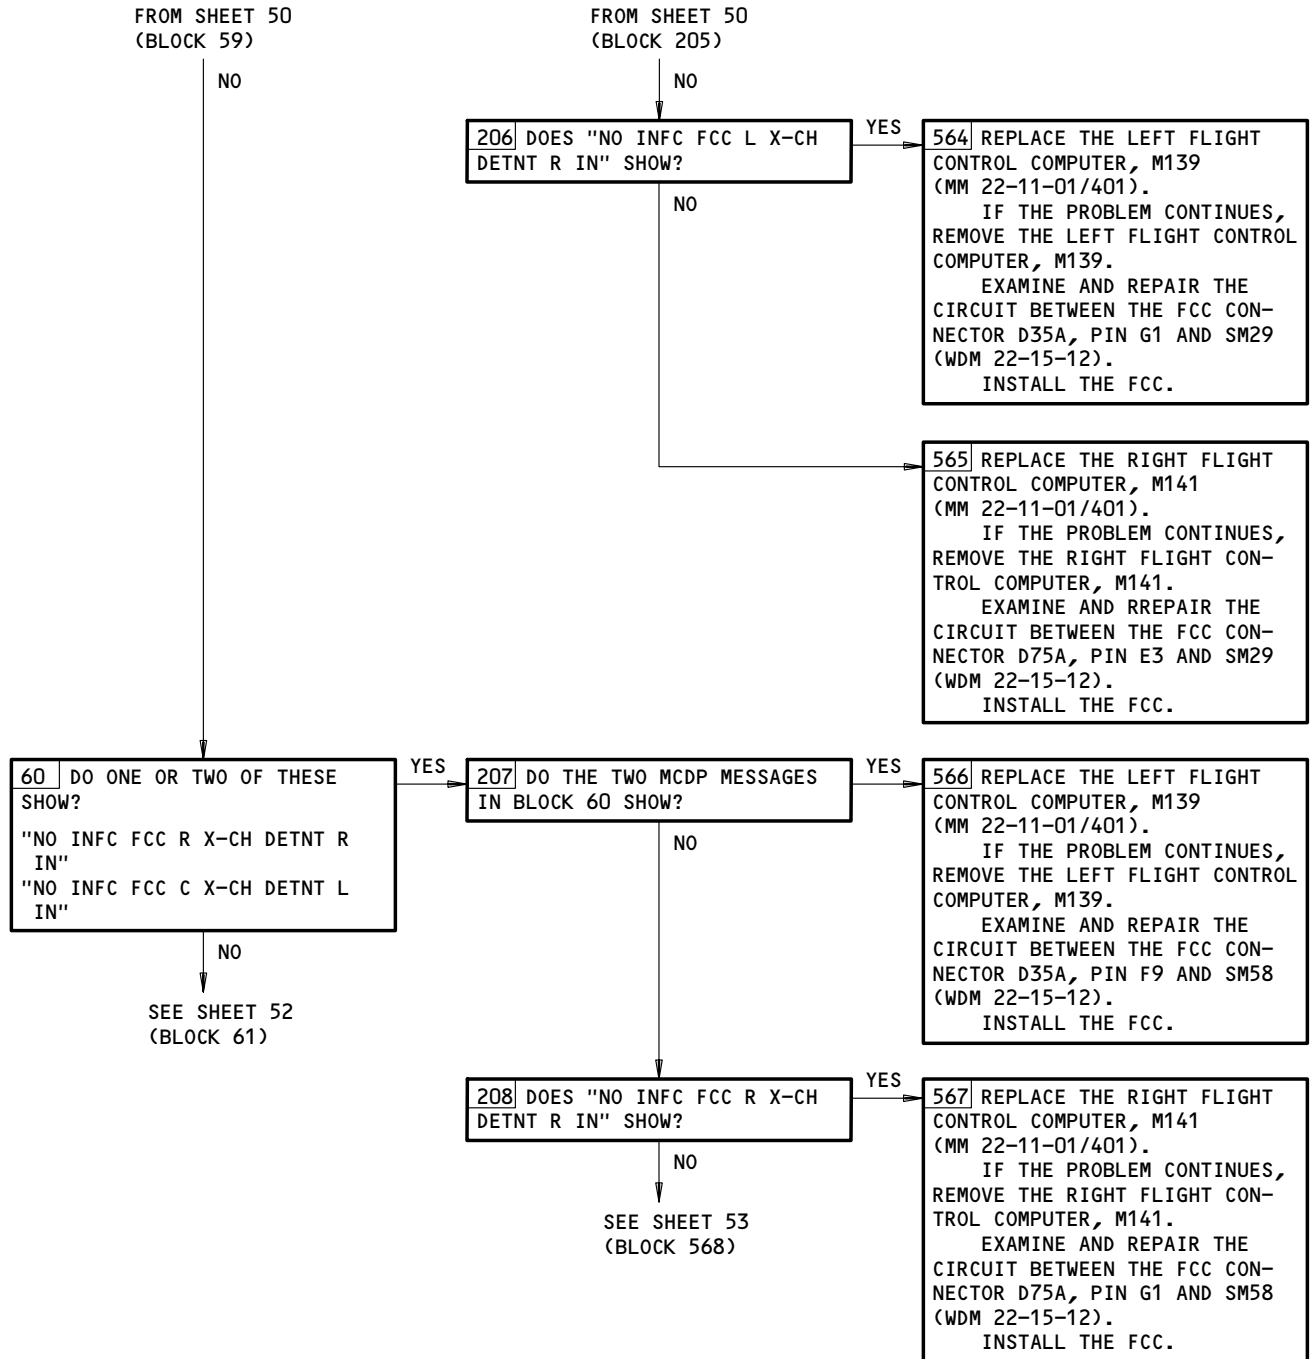 FROM SHEET 50
(BLOCK 59)
NO
FROM SHEET 50
(BLOCK 205)
NO
206 DOES "NO INFC FCC L X-CH
DETNT R IN" SHOW?
YES
NO
564 REPLACE THE LEFT FLIGHT
CONTROL COMPUTER, M139
(MM 22-11-01/401).
IF THE PROBLEM CONTINUES,
REMOVE THE LEFT FLIGHT CONTROL
COMPUTER, M139.
EXAMINE AND REPAIR THE
CIRCUIT BETWEEN THE FCC CON-
NECTOR D35A, PIN G1 AND SM29
(WDM 22-15-12).
INSTALL THE FCC.
565 REPLACE THE RIGHT FLIGHT
CONTROL COMPUTER, M141
(MM 22-11-01/401).
IF THE PROBLEM CONTINUES,
REMOVE THE RIGHT FLIGHT CON-
TROL COMPUTER, M141.
EXAMINE AND RREPAIR THE
CIRCUIT BETWEEN THE FCC CON-
NECTOR D75A, PIN E3 AND SM29
(WDM 22-15-12).
INSTALL THE FCC.
60 DO ONE OR TWO OF THESE
SHOW?
"NO INFC FCC R X-CH DETNT R
IN"
"NO INFC FCC C X-CH DETNT L
IN"
YES
NO
SEE SHEET 52
(BLOCK 61)
207 DO THE TWO MCDP MESSAGES
IN BLOCK 60 SHOW?
YES
NO
566 REPLACE THE LEFT FLIGHT
CONTROL COMPUTER, M139
(MM 22-11-01/401).
IF THE PROBLEM CONTINUES,
REMOVE THE LEFT FLIGHT CONTROL
COMPUTER, M139.
EXAMINE AND REPAIR THE
CIRCUIT BETWEEN THE FCC CON-
NECTOR D35A, PIN F9 AND SM58
(WDM 22-15-12).
INSTALL THE FCC.
208 DOES "NO INFC FCC R X-CH
DETNT R IN" SHOW?
YES
NO
SEE SHEET 53
(BLOCK 568)
567 REPLACE THE RIGHT FLIGHT
CONTROL COMPUTER, M141
(MM 22-11-01/401).
IF THE PROBLEM CONTINUES,
REMOVE THE RIGHT FLIGHT CON-
TROL COMPUTER, M141.
EXAMINE AND REPAIR THE
CIRCUIT BETWEEN THE FCC CON-
NECTOR D75A, PIN G1 AND SM58
(WDM 22-15-12).
INSTALL THE FCC.